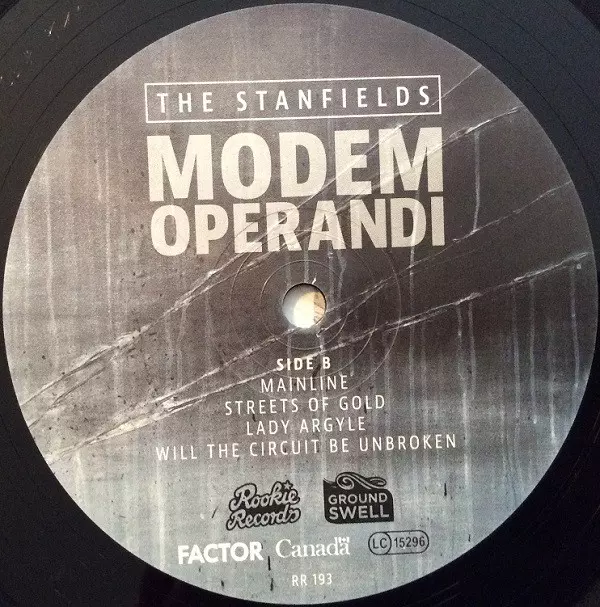 THE STANFIELDS
MODEM
OPERANDI
SIDE B
MAINLINE
STREETS OF GOLD
LADY ARGYLE
WILL THE CIRCUIT BE UNBROKEN
Rookie
Records
GROUND
SWELL
FACTOR Canada LC 15296
RR 193